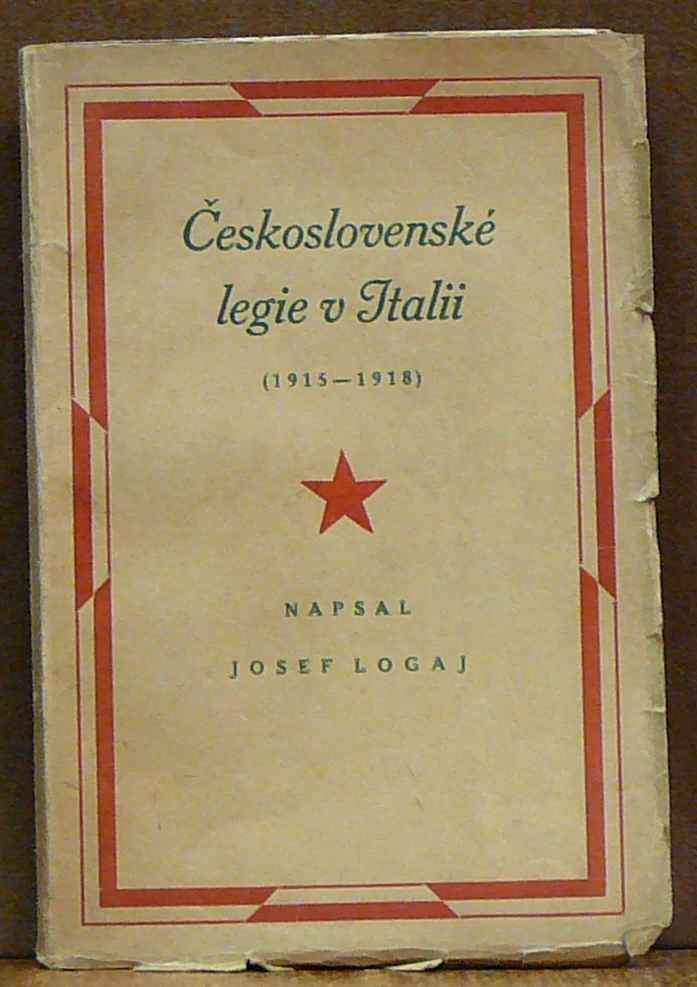 Československé
legie v Italii
(1915—1918)
NAPSAL
JOSEF LOGAJ